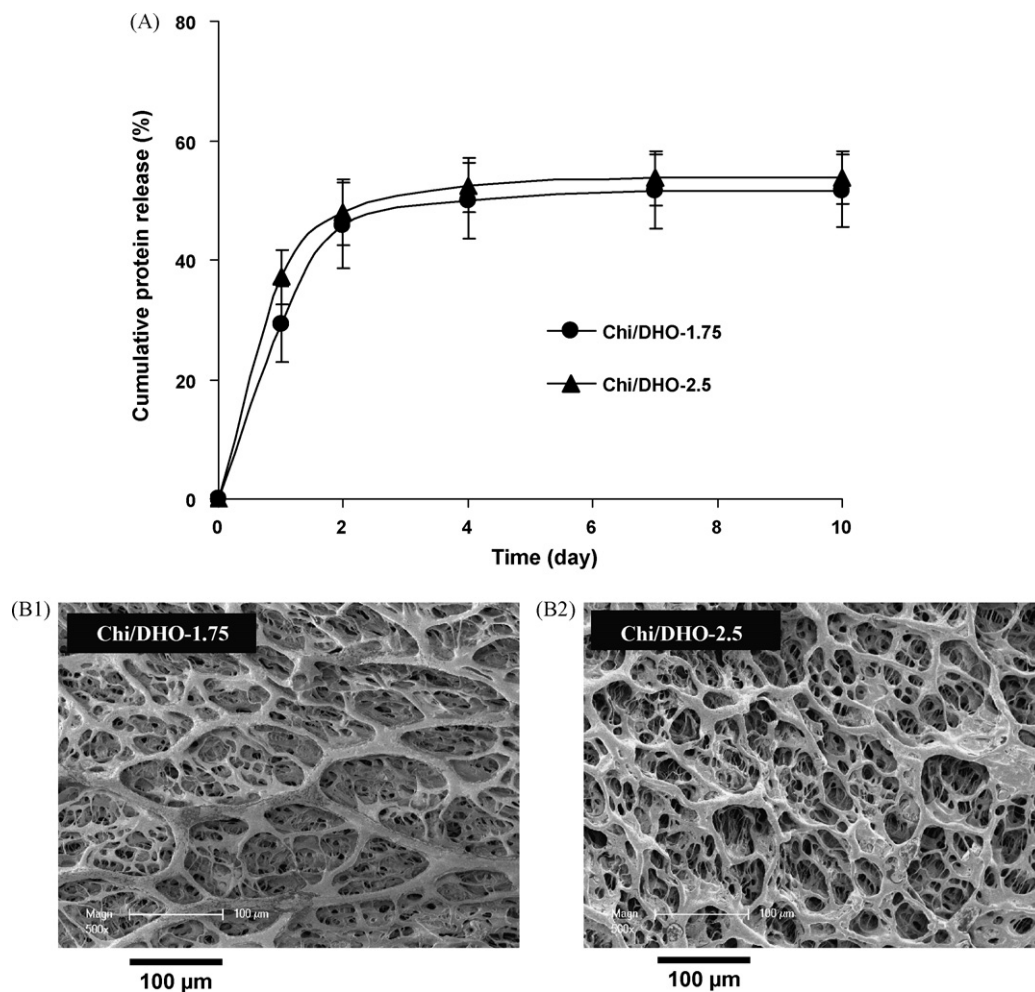 (A)
80
60
40
20
0
Cumulative protein release (%)
Chi/DHO-1.75
Chi/DHO-2.5
0 2 4 6 8 10
Time (day)
(B1)
Chi/DHO-1.75
Magn
500x
100 µm
100 µm
(B2)
Chi/DHO-2.5
Magn
500x
100 µm
100 µm